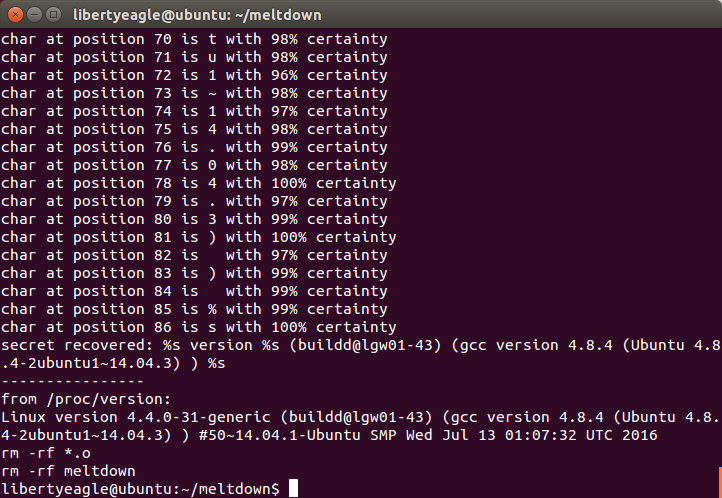 libertyeagle@ubuntu: ~/meltdown
char at position 70 is t with 98% certainty
char at position 71 is u with 98% certainty
char at position 72 is 1 with 96% certainty
char at position 73 is ~ with 98% certainty
char at position 74 is 1 with 97% certainty
char at position 75 is 4 with 98% certainty
char at position 76 is . with 99% certainty
char at position 77 is 0 with 98% certainty
char at position 78 is 4 with 100% certainty
char at position 79 is . with 97% certainty
char at position 80 is 3 with 99% certainty
char at position 81 is ) with 100% certainty
char at position 82 is   with 97% certainty
char at position 83 is ) with 99% certainty
char at position 84 is   with 99% certainty
char at position 85 is % with 99% certainty
char at position 86 is s with 100% certainty
secret recovered: %s version %s (buildd@lgw01-43) (gcc version 4.8.4 (Ubuntu 4.8
.4-2ubuntu1~14.04.3) ) %s
----------------
from /proc/version:
Linux version 4.4.0-31-generic (buildd@lgw01-43) (gcc version 4.8.4 (Ubuntu 4.8.
4-2ubuntu1~14.04.3) ) #50~14.04.1-Ubuntu SMP Wed Jul 13 01:07:32 UTC 2016
rm -rf *.o
rm -rf meltdown
libertyeagle@ubuntu:~/meltdown$